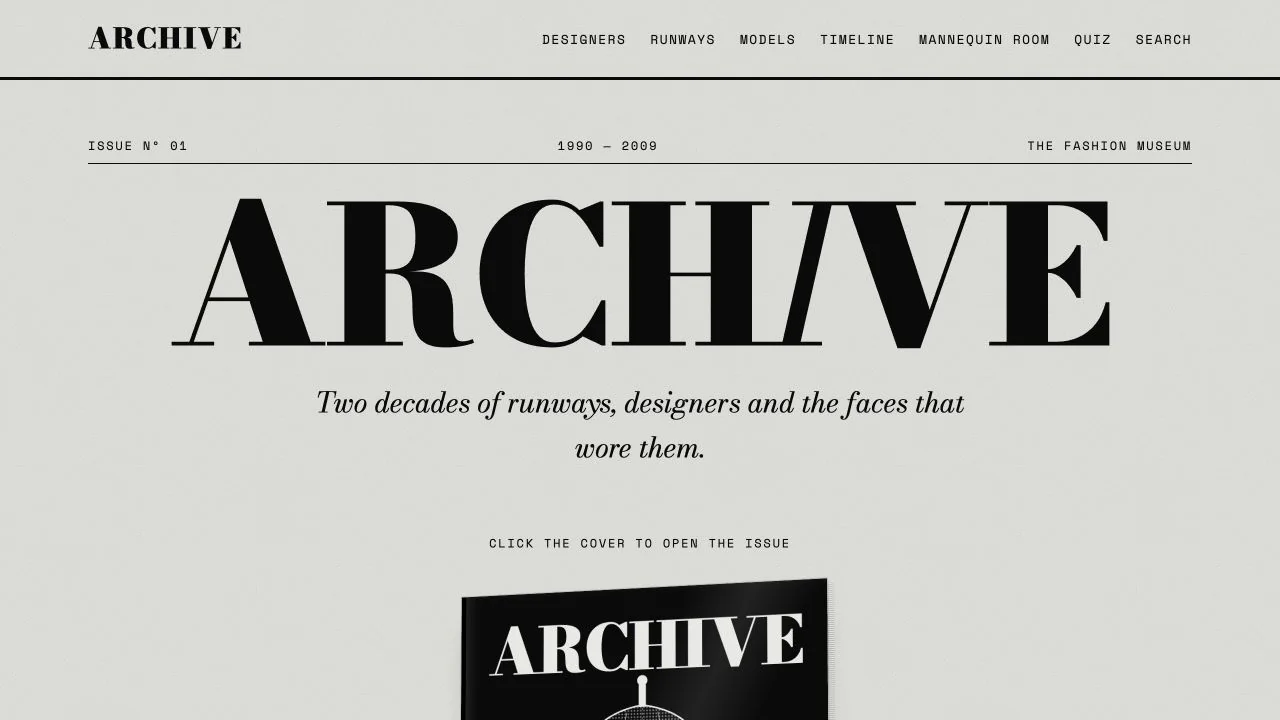 ARCHIVE
DESIGNERS RUNWAYS MODELS TIMELINE MANNEQUIN ROOM QUIZ SEARCH
ISSUE Nº 01
1990 — 2009
THE FASHION MUSEUM
ARCHIVE
Two decades of runways, designers and the faces that
wore them.
CLICK THE COVER TO OPEN THE ISSUE
ARCHIVE